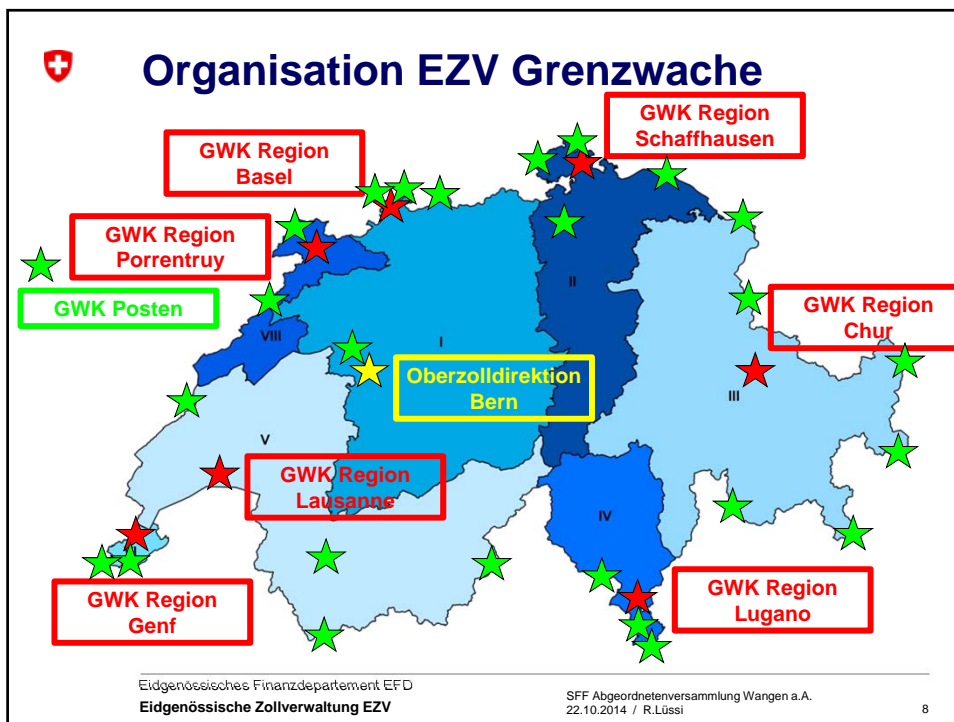 Organisation EZV Grenzwache
GWK Region
Schaffhausen
GWK Region
Basel
GWK Region
Porrentruy
GWK Posten
GWK Region
Chur
II
I
VIII
Oberzolldirektion
Bern
III
V
GWK Region
Lausanne
IV
GWK Region
Genf
GWK Region
Lugano
Eidgenössisches Finanzdepartement EFD
Eidgenössische Zollverwaltung EZV
SFF Abgeordnetenversammlung Wangen a.A.
22.10.2014 / R.Lüssi
8